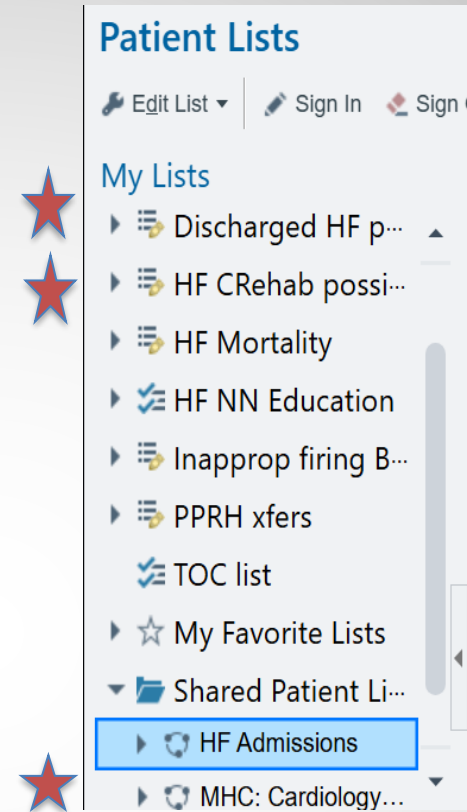 Patient Lists
Edit List Sign In Sign
My Lists
Discharged HF p...
HF CRehab possi...
HF Mortality
HF NN Education
Inapprop firing B...
PPRH xfers
TOC list
My Favorite Lists
Shared Patient Li...
HF Admissions
MHC: Cardiology...